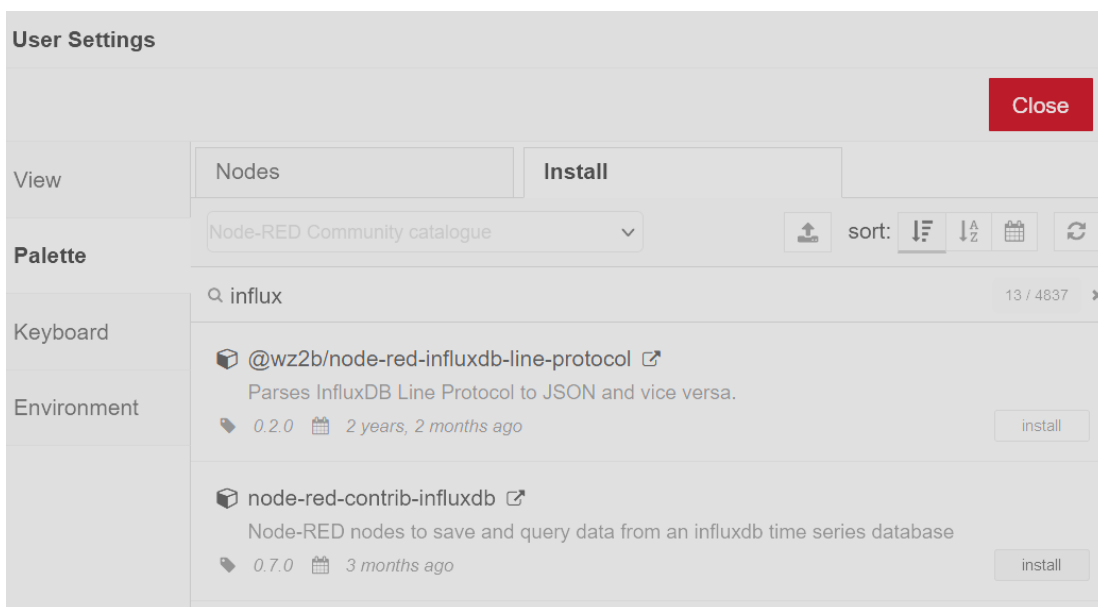 User Settings
Close
View
Palette
Keyboard
Environment
Nodes
Install
Node-RED Community catalogue
sort:
influx
13 / 4837
@wz2b/node-red-influxdb-line-protocol
Parses InfluxDB Line Protocol to JSON and vice versa.
0.2.0 2 years, 2 months ago
install
node-red-contrib-influxdb
Node-RED nodes to save and query data from an influxdb time series database
0.7.0 3 months ago
install